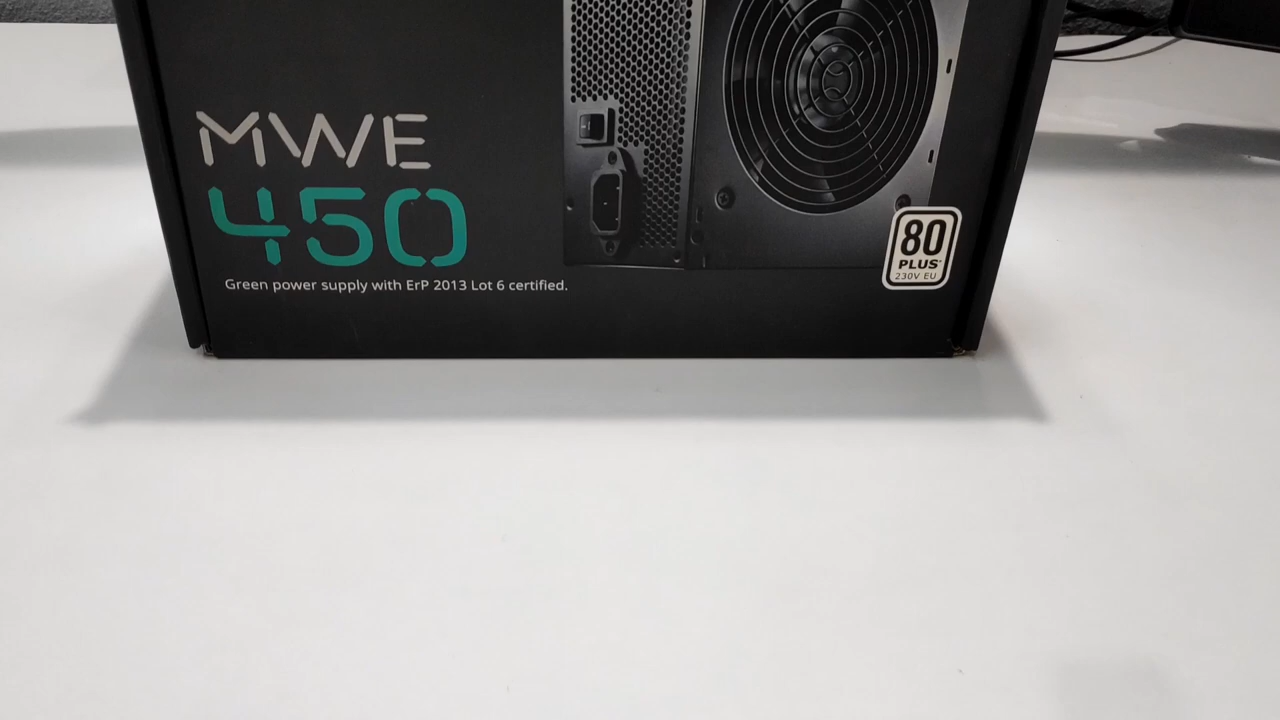 MWE
450
Green power supply with ErP 2013 Lot 6 certified.
80
PLUS
230V EU